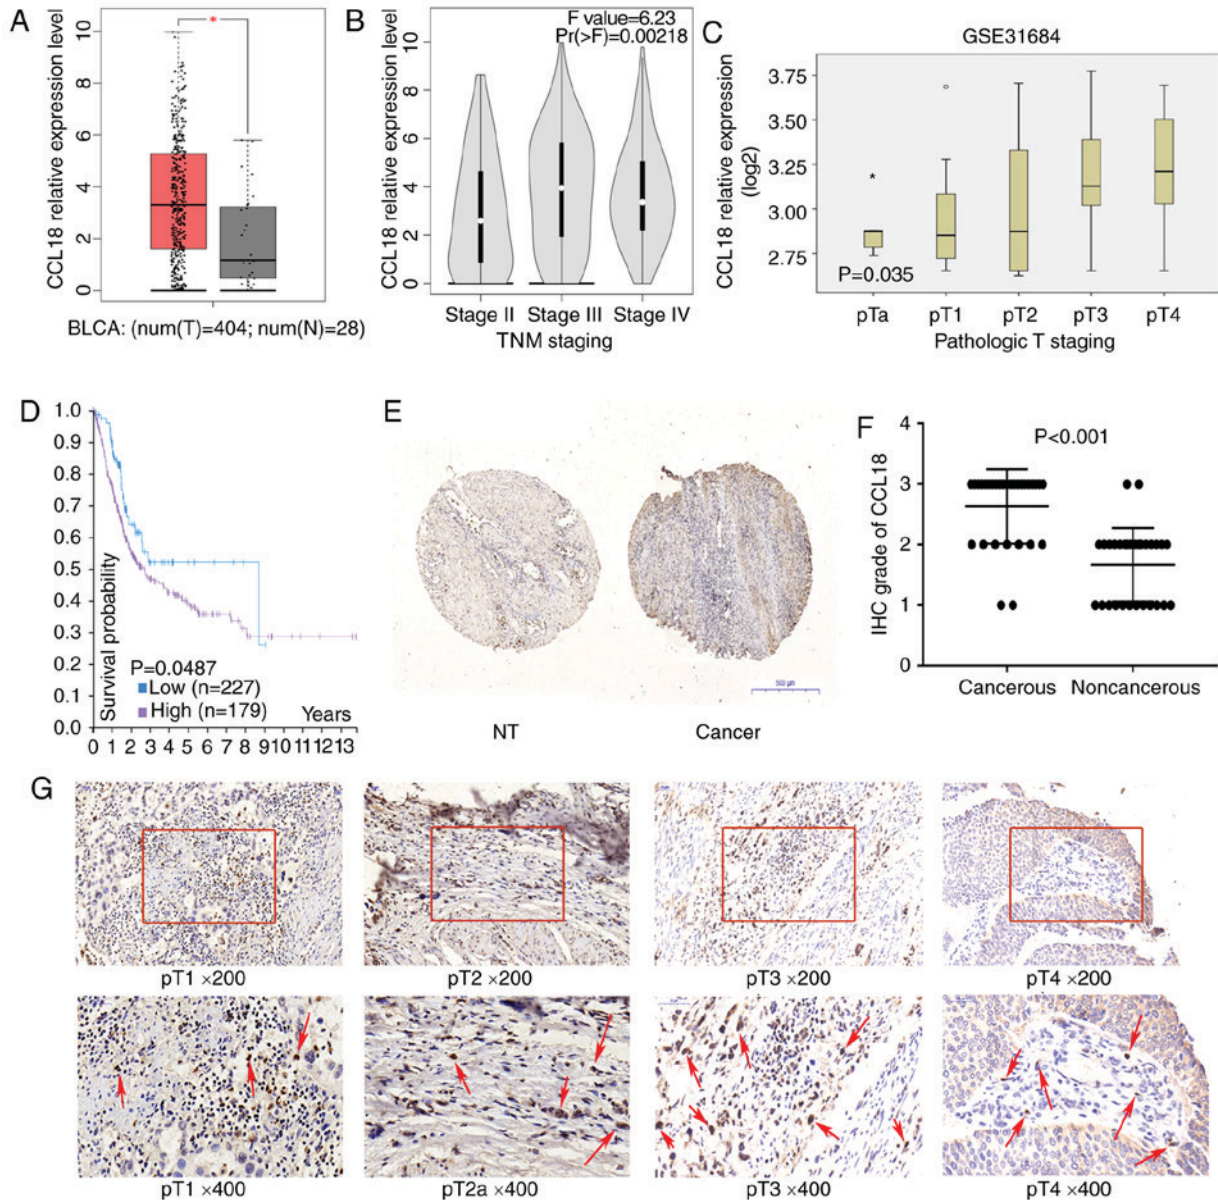 A
CCL18 relative expression level
10
8
6
4
2
0
*
BLCA: (num(T)=404; num(N)=28)
B
CCL18 relative expression level
10
8
6
4
2
0
F value=6.23
Pr(>F)=0.00218
Stage II Stage III Stage IV
TNM staging
C
GSE31684
CCL18 relative expression
(log2)
3.75
3.50
3.25
3.00
2.75
*
P=0.035
pTa pT1 pT2 pT3 pT4
Pathologic T staging
D
Survival probability
1.0
0.9
0.8
0.7
0.6
0.5
0.4
0.3
0.2
0.1
0.0
P=0.0487
Low (n=227)
High (n=179)
Years
0 1 2 3 4 5 6 7 8 9 10 11 12 13
E
500 µm
NT
Cancer
F
IHC grade of CCL18
4
3
2
1
0
P<0.001
Cancerous Noncancerous
G
pT1 ×200
pT2 ×200
pT3 ×200
pT4 ×200
pT1 ×400
pT2a ×400
pT3 ×400
pT4 ×400